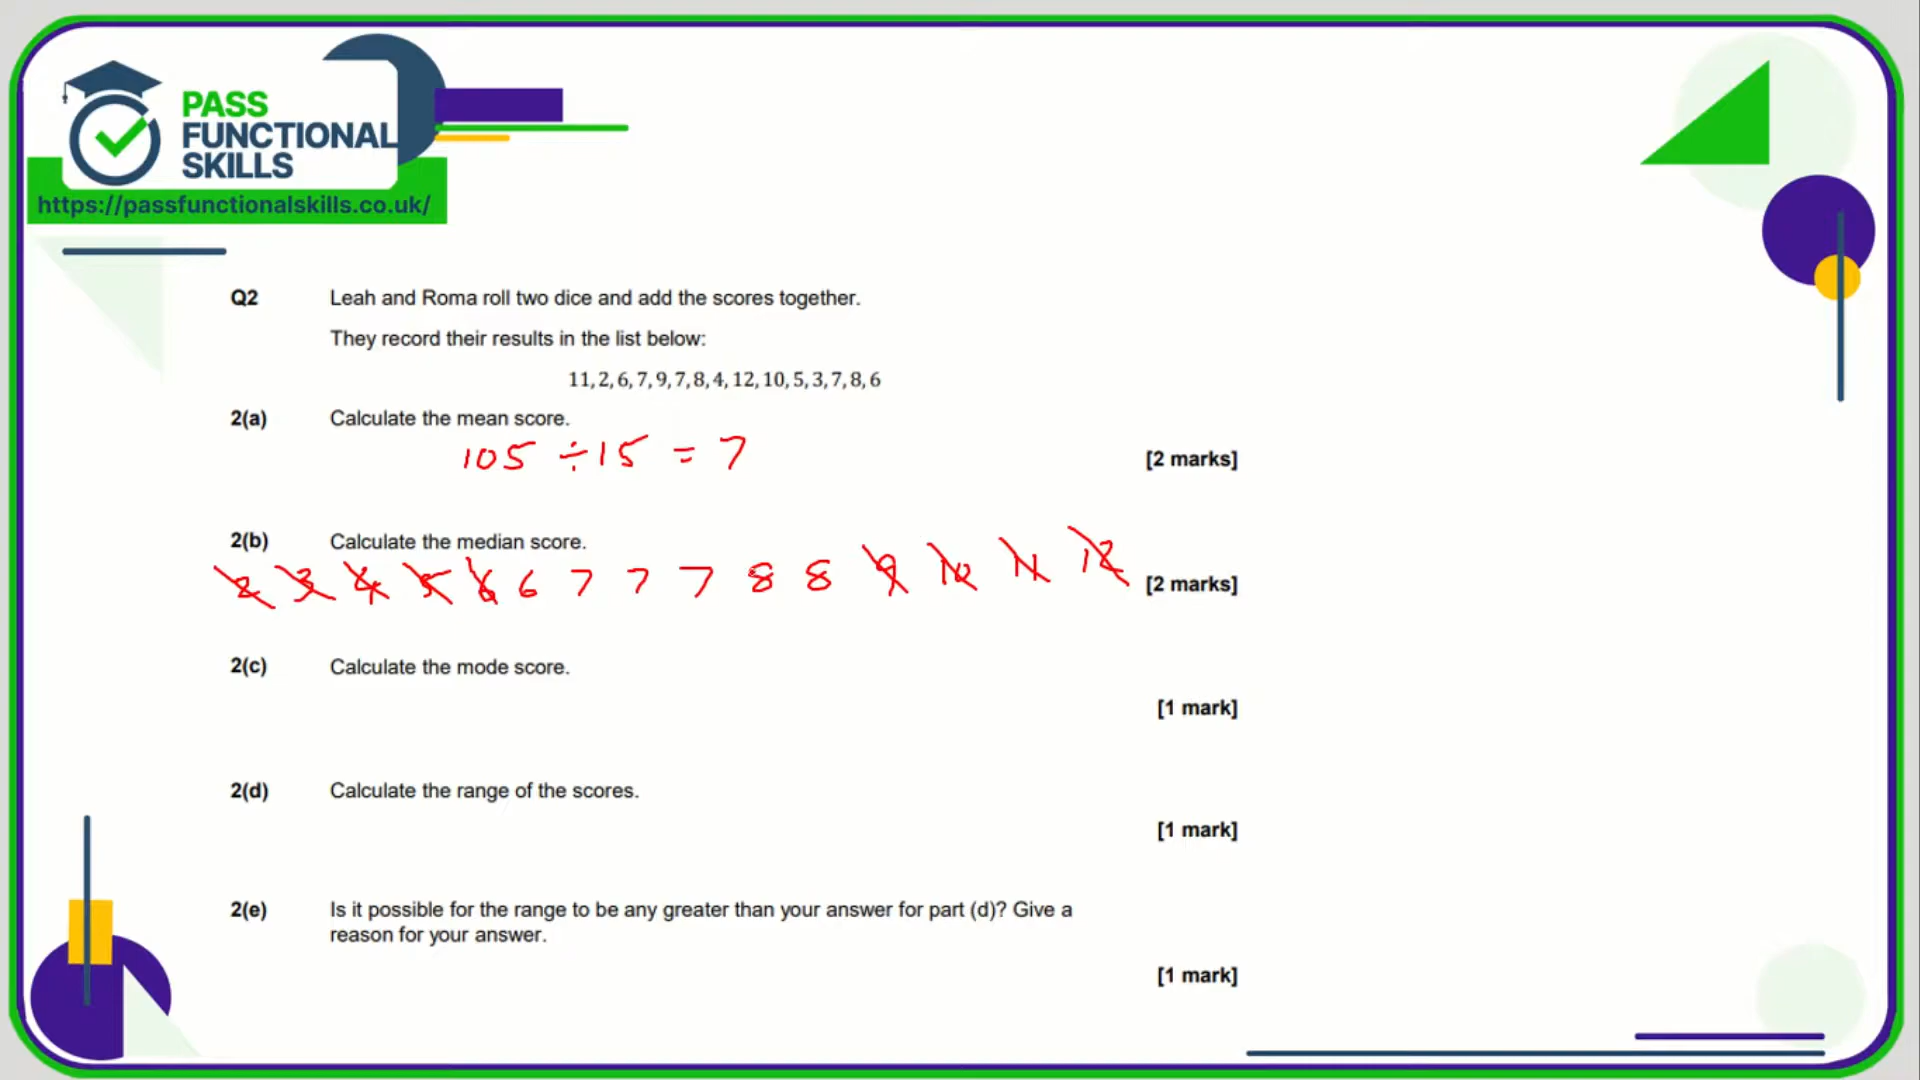 PASS
FUNCTIONAL
SKILLS
https://passfunctionalskills.co.uk/
Q2 Leah and Roma roll two dice and add the scores together.
They record their results in the list below:
11, 2, 6, 7, 9, 7, 8, 4, 12, 10, 5, 3, 7, 8, 6
2(a) Calculate the mean score.
105 ÷ 15 = 7
[2 marks]
2(b) Calculate the median score.
2 3 4 5 6 6 7 7 7 8 8 9 10 11 12
[2 marks]
2(c) Calculate the mode score.
[1 mark]
2(d) Calculate the range of the scores.
[1 mark]
2(e) Is it possible for the range to be any greater than your answer for part (d)? Give a
reason for your answer.
[1 mark]